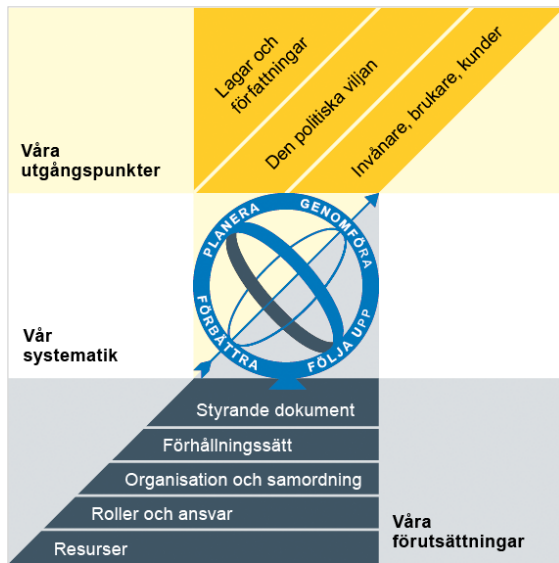 Lagar och
författningar
Den politiska viljan
Invånare, brukare, kunder
Våra
utgångspunkter
PLANERA
GENOMFÖRA
FÖRBÄTTRA
FÖLJA UPP
Vår
systematik
Styrande dokument
Förhållningssätt
Organisation och samordning
Roller och ansvar
Resurser
Våra
förutsättningar